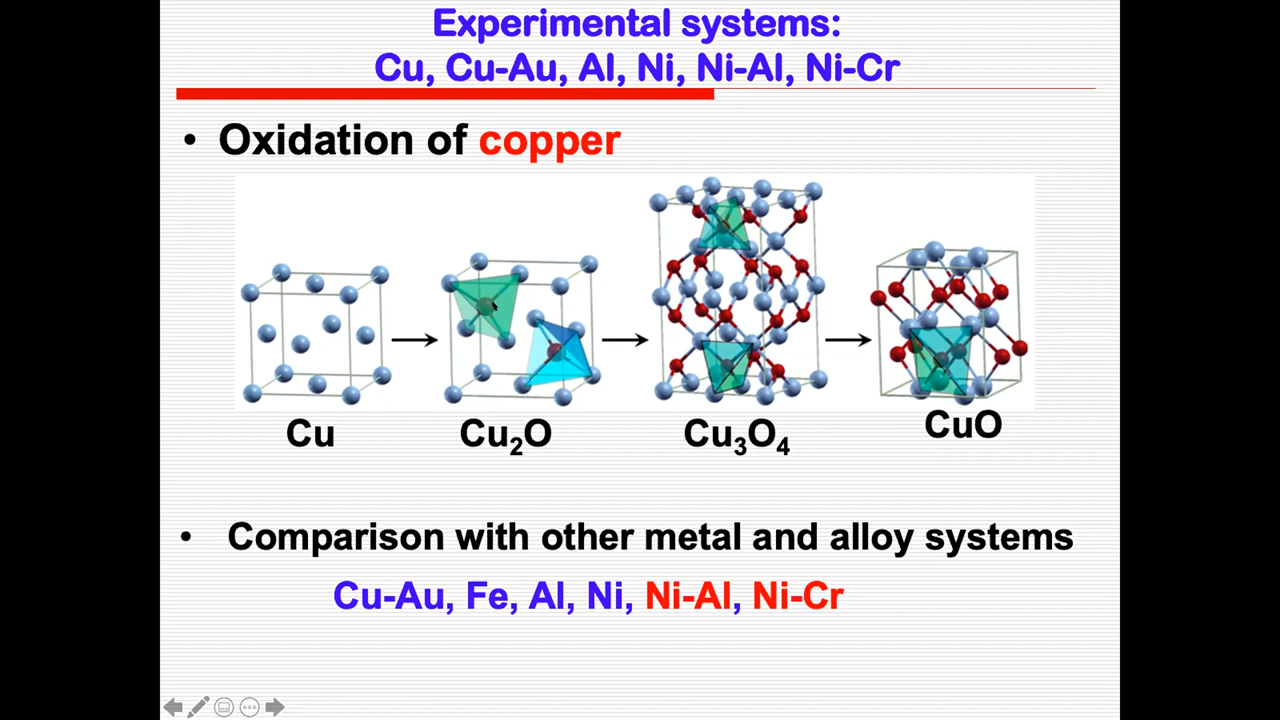 Experimental systems:
Cu, Cu-Au, Al, Ni, Ni-Al, Ni-Cr
• Oxidation of copper
Cu
Cu₂O
Cu₃O₄
CuO
• Comparison with other metal and alloy systems
Cu-Au, Fe, Al, Ni, Ni-Al, Ni-Cr